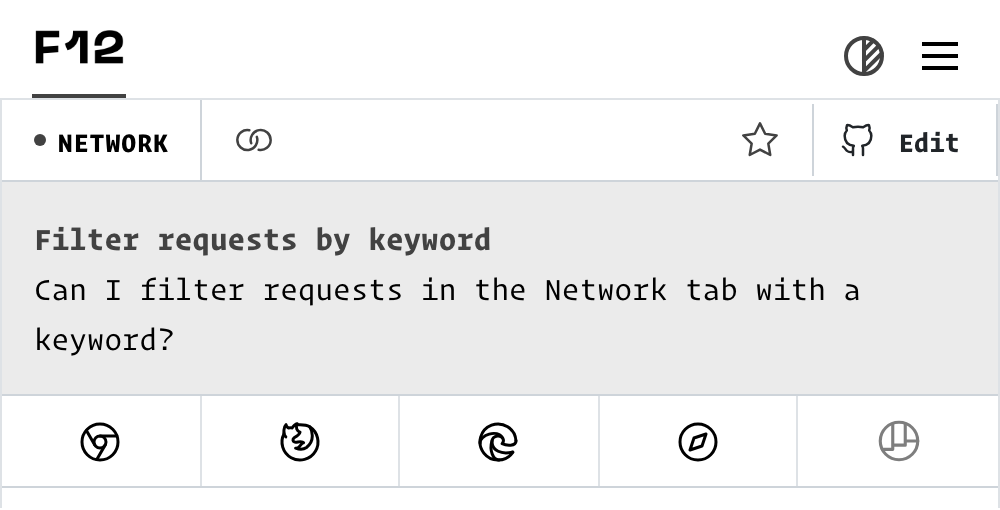 F12
NETWORK
Edit
Filter requests by keyword
Can I filter requests in the Network tab with a
keyword?